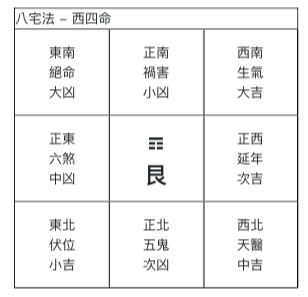 八宅法 – 西四命
東南
絕命
大凶
正南
禍害
小凶
西南
生氣
大吉
正東
六煞
中凶
☶
艮
正西
延年
次吉
東北
伏位
小吉
正北
五鬼
次凶
西北
天醫
中吉